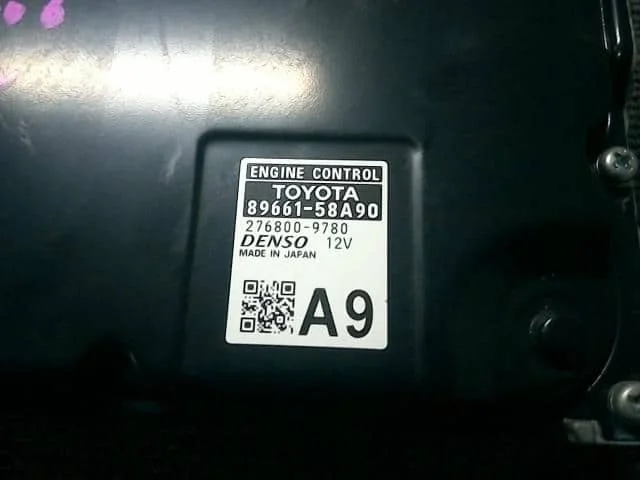 ENGINE CONTROL
TOYOTA
89661-58A90
276800-9780
DENSO 12V
MADE IN JAPAN
A9